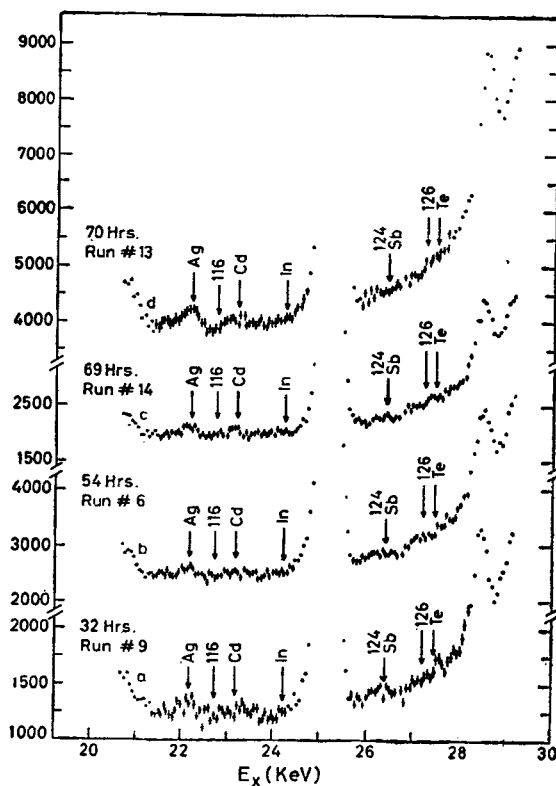 9000
8000
7000
6000
5000
4000
70 Hrs.
Run #13
d
Ag
116
Cd
In
124
Sb
126
Te
2500
1500
69 Hrs.
Run #14
c
Ag
116
Cd
In
124
Sb
126
Te
4000
3000
2000
54 Hrs.
Run #6
b
Ag
116
Cd
In
124
Sb
126
Te
1750
1500
1250
1000
32 Hrs.
Run #9
a
Ag
116
Cd
In
124
Sb
126
Te
20 22 24 26 28 30
Ex (KeV)